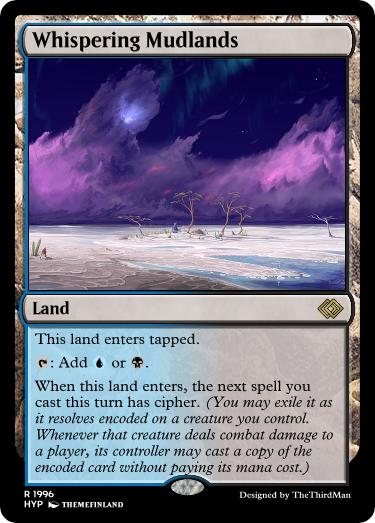 Whispering Mudlands
Land
This land enters tapped.
: Add or .
When this land enters, the next spell you
cast this turn has cipher. (You may exile it as
it resolves encoded on a creature you control.
Whenever that creature deals combat damage to
a player, its controller may cast a copy of the
encoded card without paying its mana cost.)
R 1996
HYP THEMEFINLAND
Designed by TheThirdMan